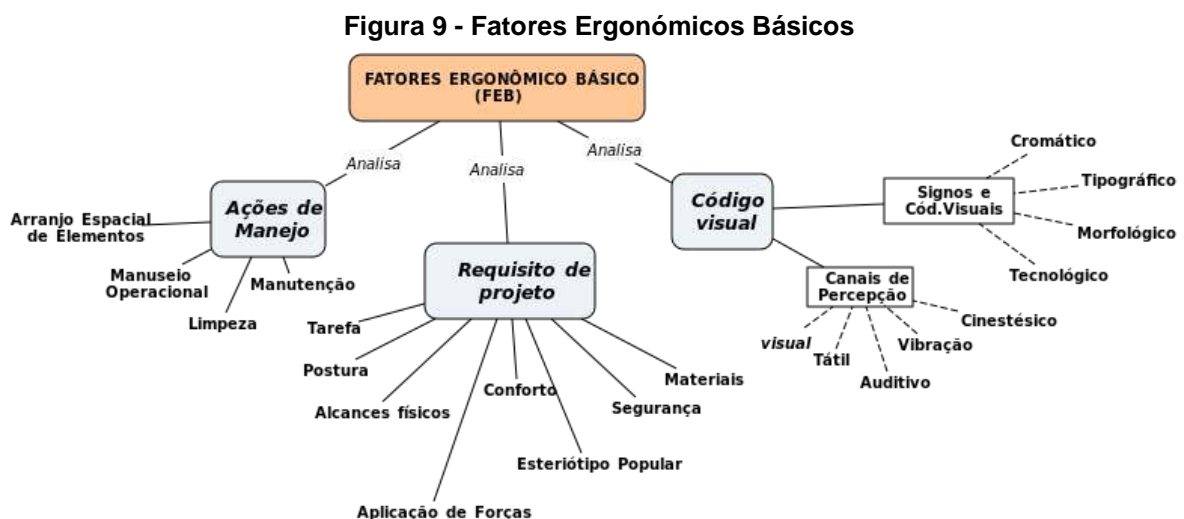 Figura 9 - Fatores Ergonómicos Básicos
FATORES ERGONÔMICO BÁSICO
(FEB)
Analisa
Analisa
Analisa
Ações de
Manejo
Arranjo Espacial
de Elementos
Manuseio
Operacional
Limpeza
Manutenção
Requisito de
projeto
Tarefa
Postura
Alcances físicos
Aplicação de Forças
Conforto
Esteriótipo Popular
Segurança
Materiais
Código
visual
Signos e
Cód.Visuais
Cromático
Tipográfico
Morfológico
Tecnológico
Canais de
Percepção
visual
Tátil
Auditivo
Vibração
Cinestésico